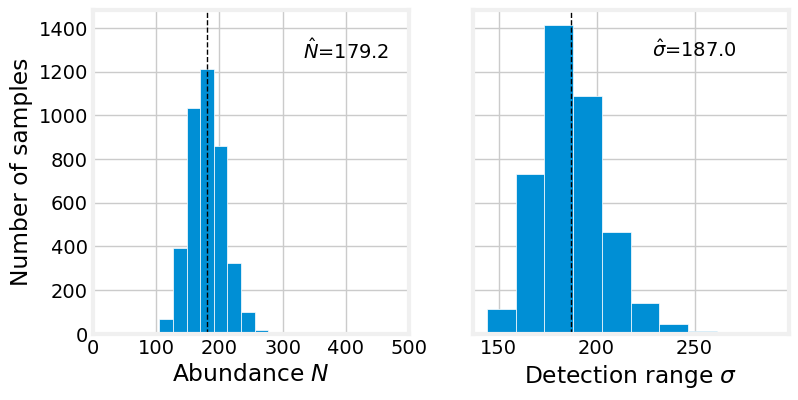 1400
1200
1000
800
600
400
200
0
Number of samples
N̂=179.2
0 100 200 300 400 500
Abundance N
σ̂=187.0
150 200 250
Detection range σ